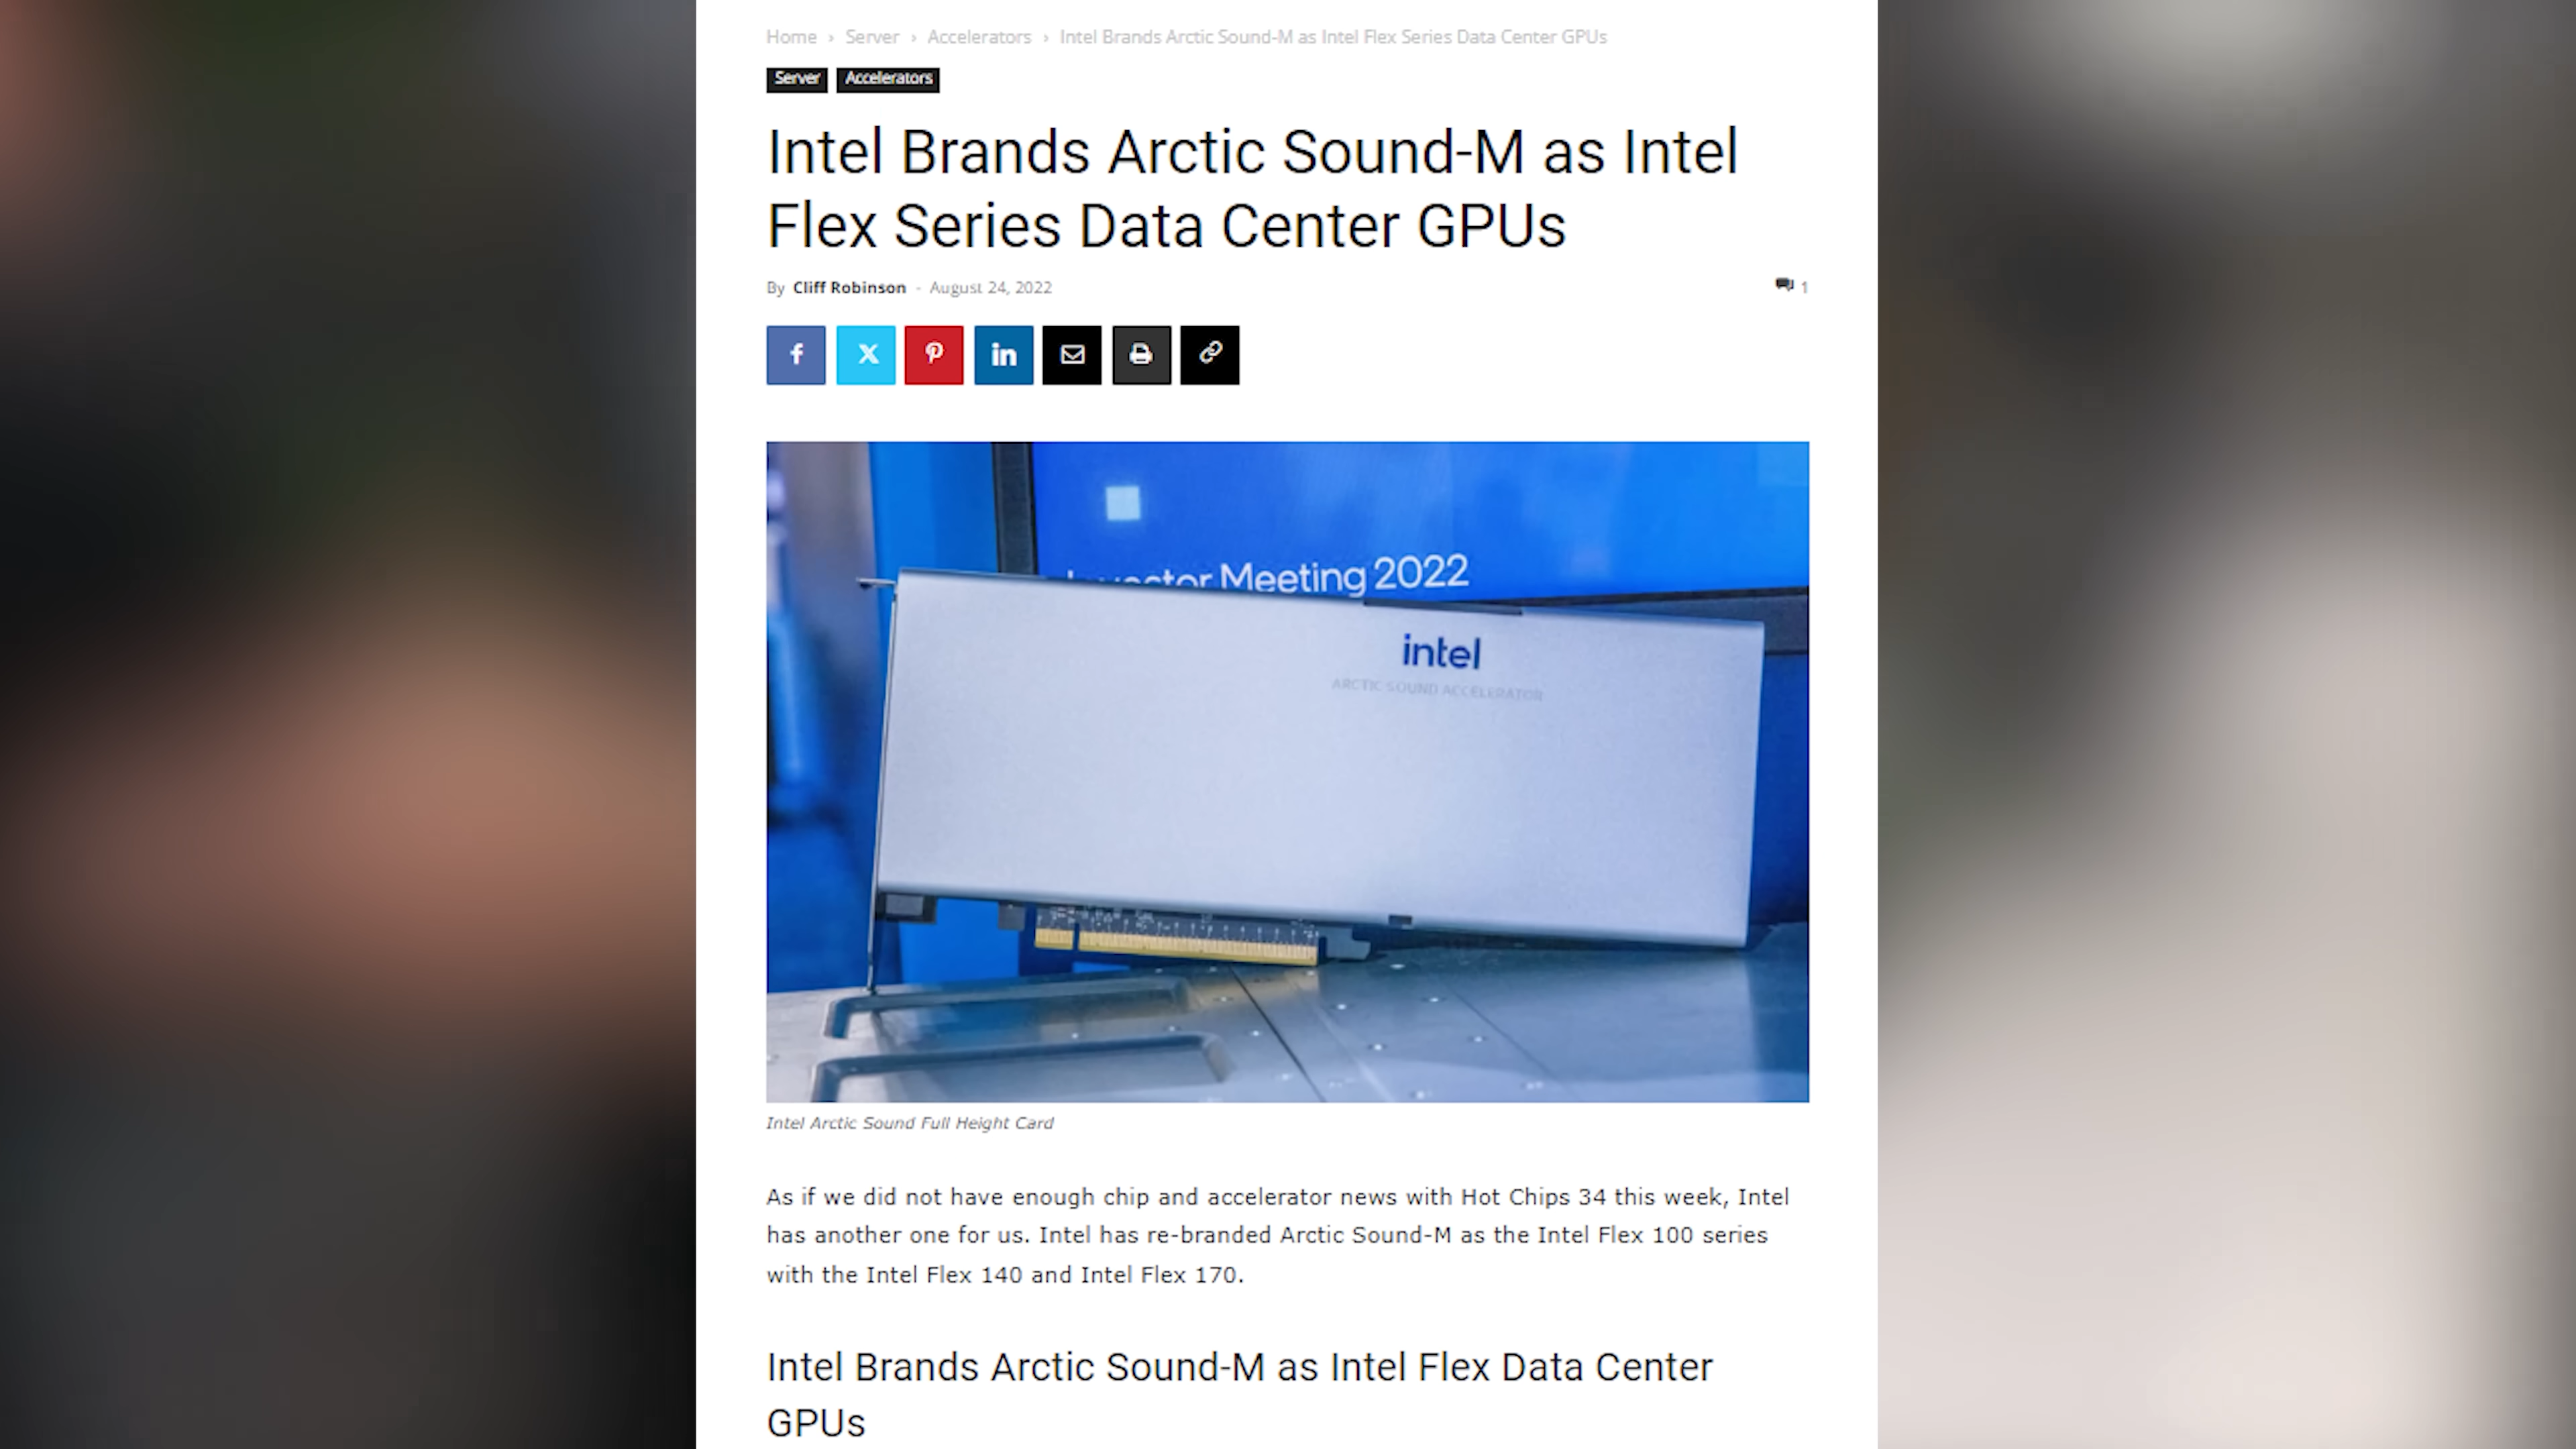 Home › Server › Accelerators › Intel Brands Arctic Sound-M as Intel Flex Series Data Center GPUs
Server Accelerators
Intel Brands Arctic Sound-M as Intel
Flex Series Data Center GPUs
By Cliff Robinson - August 24, 2022
1
Meeting 2022
intel
ARCTIC SOUND ACCELERATOR
Intel Arctic Sound Full Height Card
As if we did not have enough chip and accelerator news with Hot Chips 34 this week, Intel
has another one for us. Intel has re-branded Arctic Sound-M as the Intel Flex 100 series
with the Intel Flex 140 and Intel Flex 170.
Intel Brands Arctic Sound-M as Intel Flex Data Center
GPUs